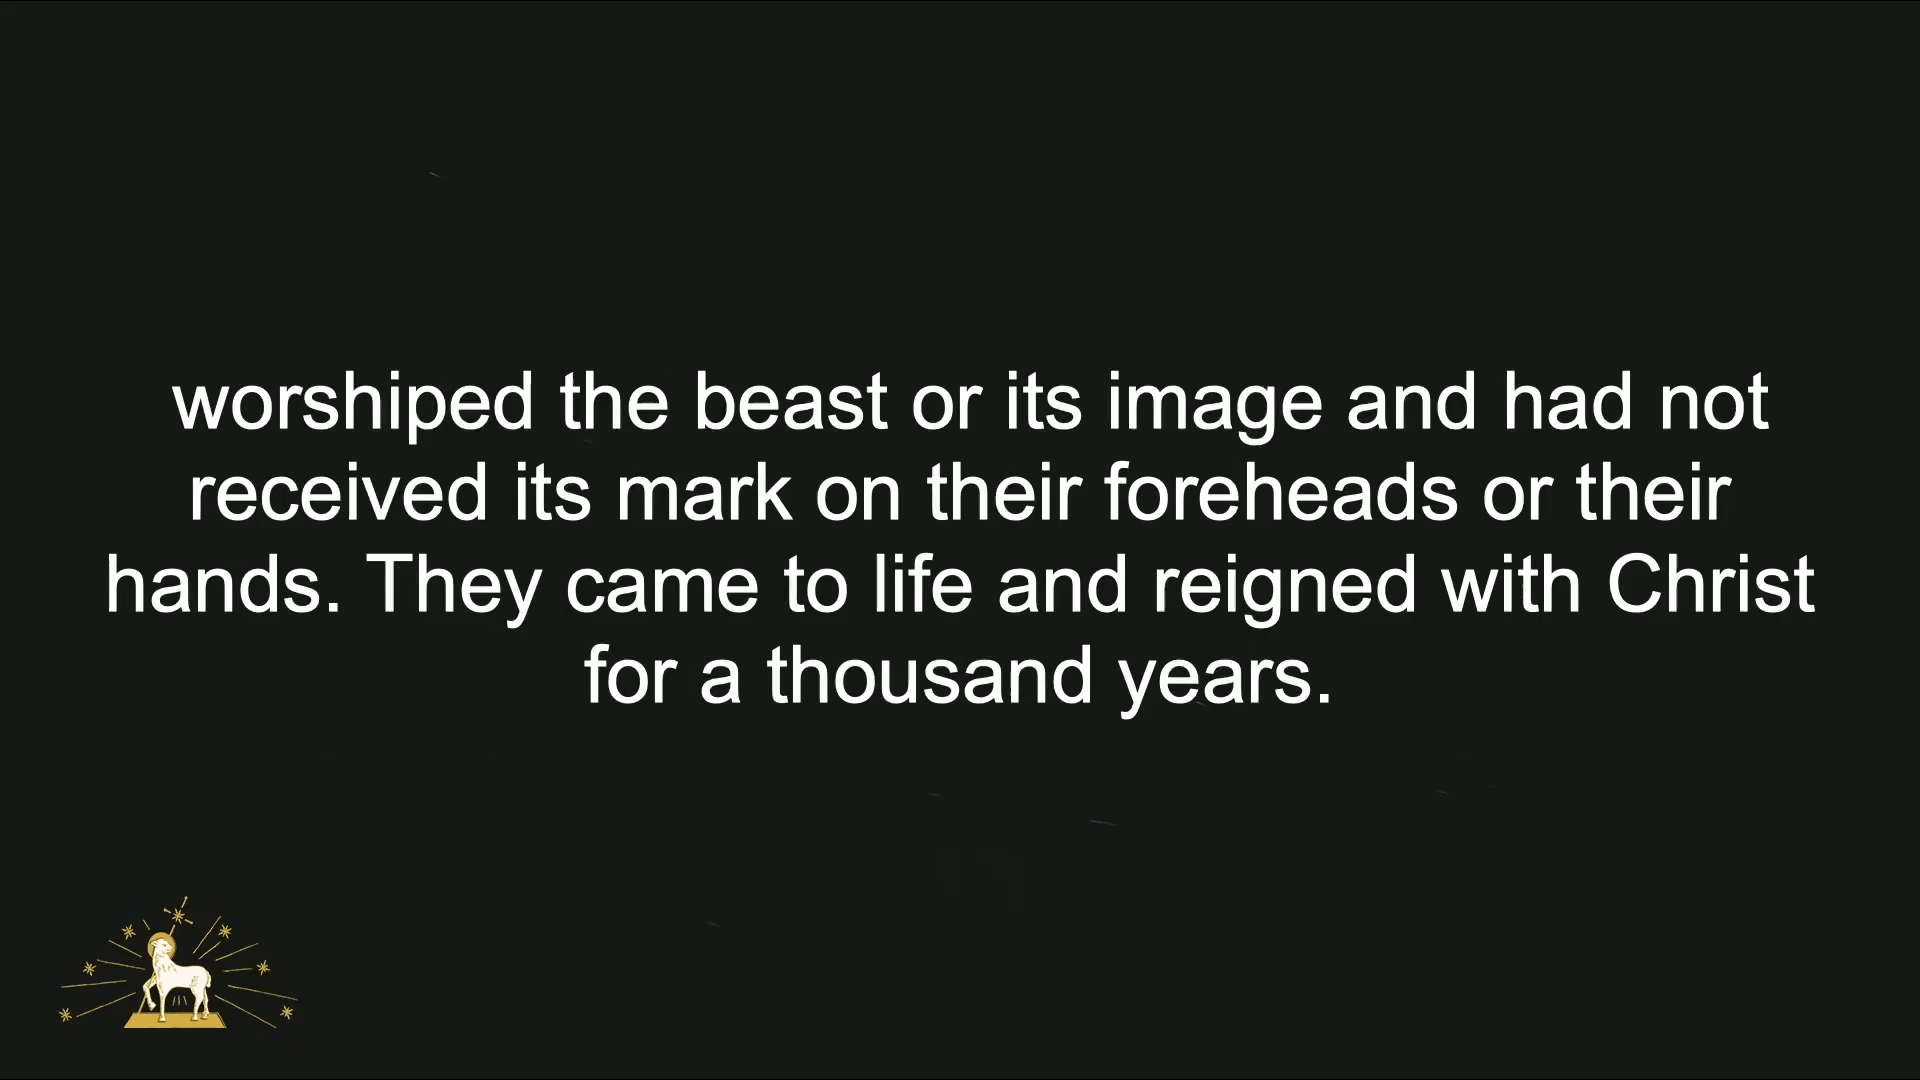 worshiped the beast or its image and had not
received its mark on their foreheads or their
hands. They came to life and reigned with Christ
for a thousand years.